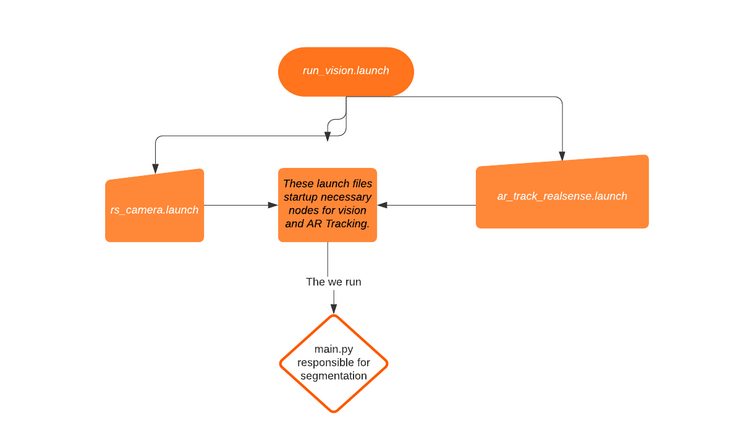 run_vision.launch
rs_camera.launch
These launch files
startup necessary
nodes for vision
and AR Tracking.
ar_track_realsense.launch
The we run
main.py
responsible for
segmentation